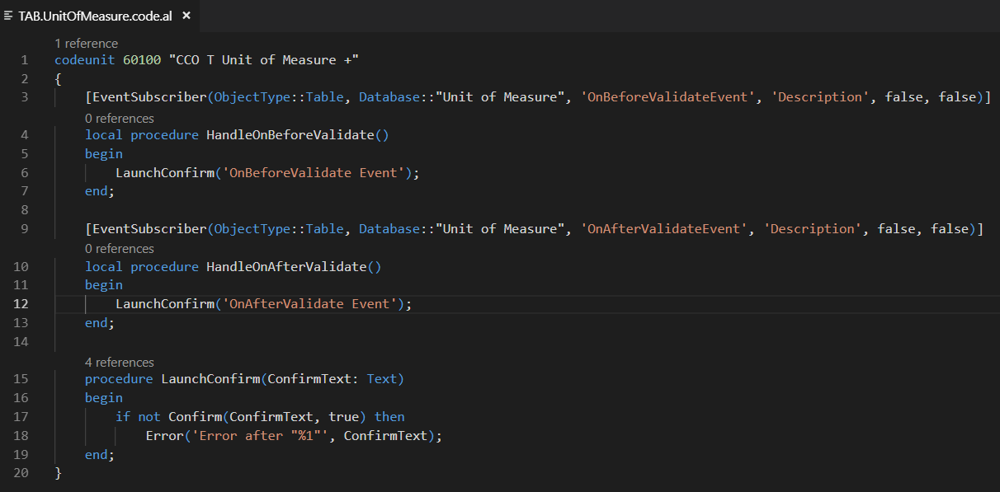 TAB.UnitOfMeasure.code.al ×
1 reference
1 codeunit 60100 "CCO T Unit of Measure +"
2 {
3 [EventSubscriber(ObjectType::Table, Database::"Unit of Measure", 'OnBeforeValidateEvent', 'Description', false, false)]
0 references
4 local procedure HandleOnBeforeValidate()
5 begin
6 LaunchConfirm('OnBeforeValidate Event');
7 end;
8
9 [EventSubscriber(ObjectType::Table, Database::"Unit of Measure", 'OnAfterValidateEvent', 'Description', false, false)]
0 references
10 local procedure HandleOnAfterValidate()
11 begin
12 LaunchConfirm('OnAfterValidate Event');
13 end;
14
4 references
15 procedure LaunchConfirm(ConfirmText: Text)
16 begin
17 if not Confirm(ConfirmText, true) then
18 Error('Error after "%1"', ConfirmText);
19 end;
20 }